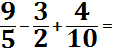 9/5 - 3/2 + 4/10 =